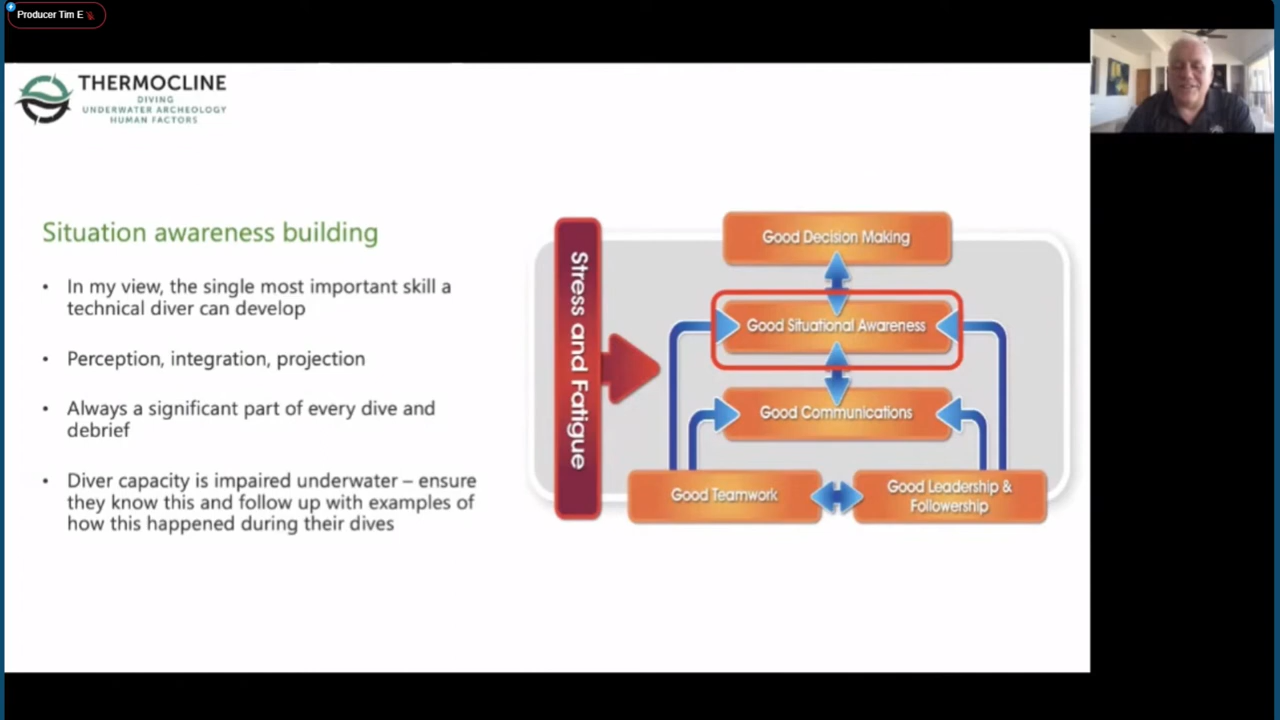 Producer Tim E
THERMOCLINE
DIVING
UNDERWATER ARCHEOLOGY
HUMAN FACTORS
Situation awareness building
• In my view, the single most important skill a
technical diver can develop
• Perception, integration, projection
• Always a significant part of every dive and
debrief
• Diver capacity is impaired underwater – ensure
they know this and follow up with examples of
how this happened during their dives
Stress and Fatigue
Good Decision Making
Good Situational Awareness
Good Communications
Good Teamwork
Good Leadership &
Followership